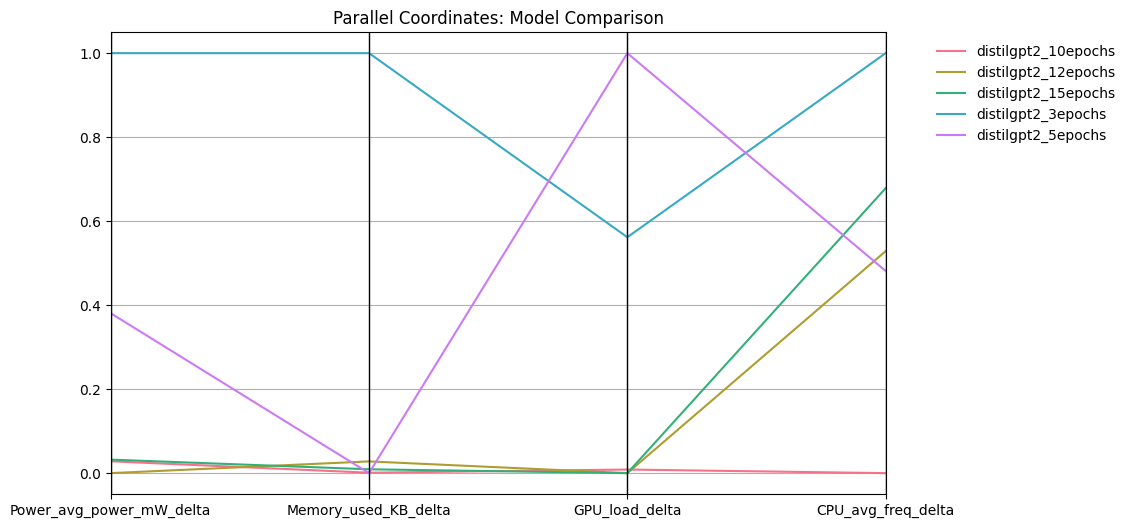 Parallel Coordinates: Model Comparison
1.0
0.8
0.6
0.4
0.2
0.0
Power_avg_power_mW_delta
Memory_used_KB_delta
GPU_load_delta
CPU_avg_freq_delta
distilgpt2_10epochs
distilgpt2_12epochs
distilgpt2_15epochs
distilgpt2_3epochs
distilgpt2_5epochs